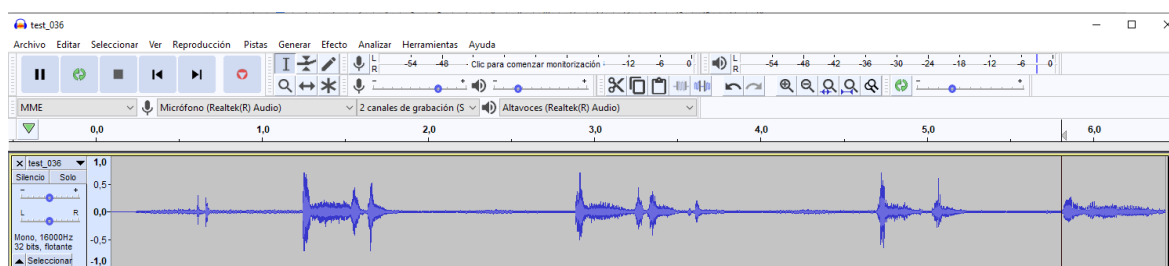 test_036
Archivo Editar Seleccionar Ver Reproducción Pistas Generar Efecto Analizar Herramientas Ayuda
L R -54 -48 Clic para comenzar monitorización -12 -6 0 L R -54 -48 -42 -36 -30 -24 -18 -12 -6 0
MME Micrófono (Realtek(R) Audio) 2 canales de grabación (S Altavoces (Realtek(R) Audio)
0,0 1,0 2,0 3,0 4,0 5,0 6,0
test_036 1,0
Silencio Solo
- + 0,5
L R 0,0
Mono, 16000Hz
32 bits, flotante -0,5
Seleccionar -1,0